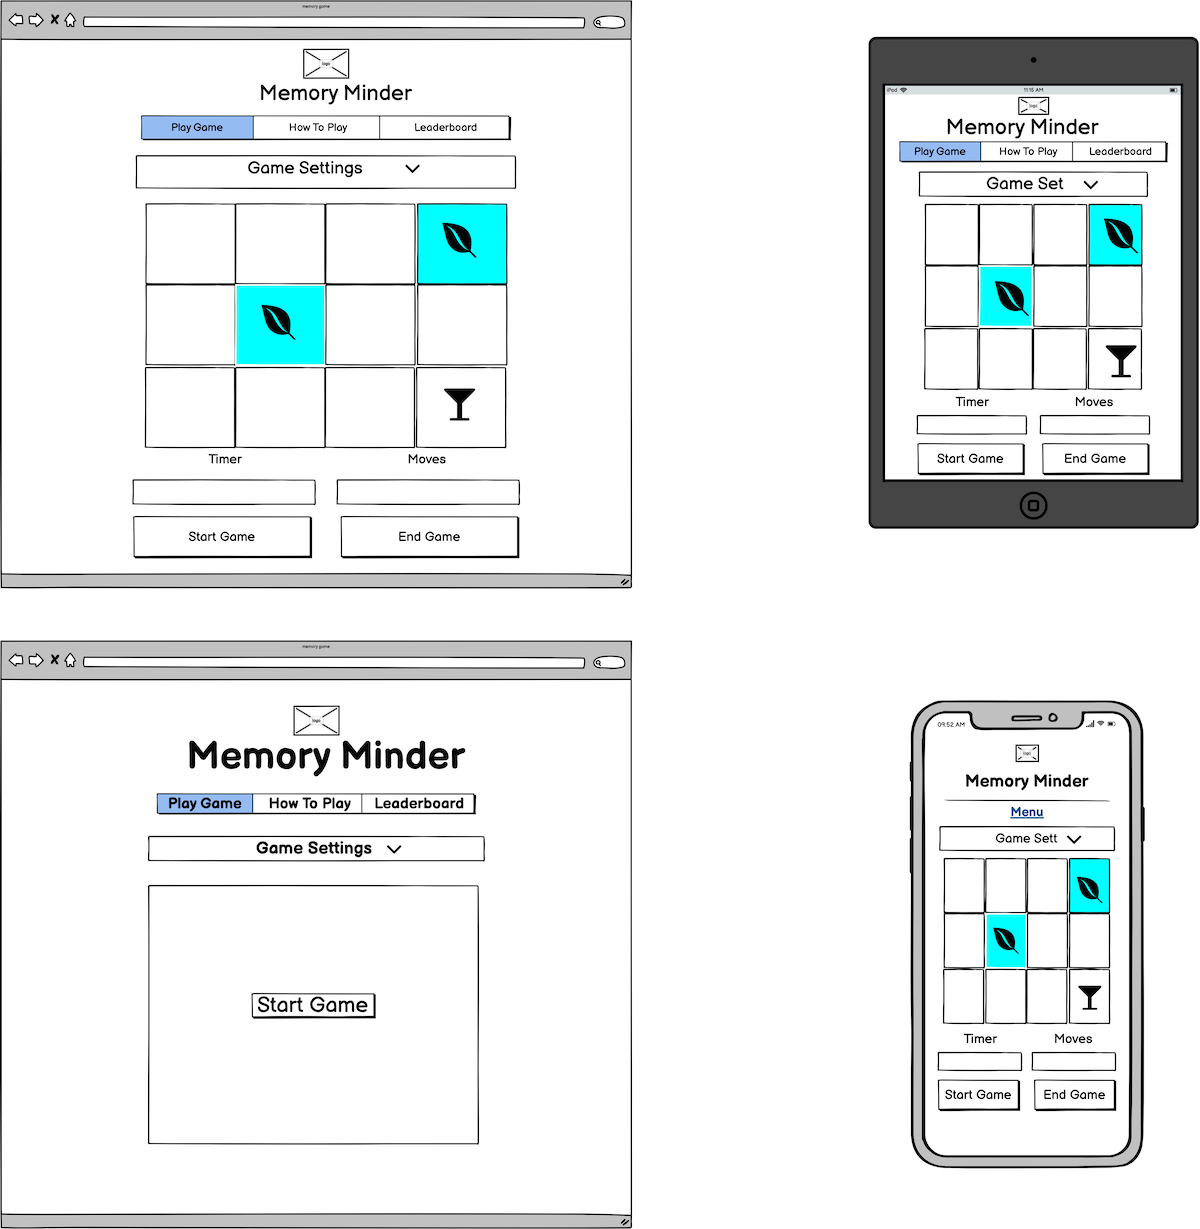 memory game
logo
Memory Minder
Play Game How To Play Leaderboard
Game Settings
Timer Moves
Start Game End Game
iPod 11:15 AM
logo
Memory Minder
Play Game How To Play Leaderboard
Game Set
Timer Moves
Start Game End Game
memory game
logo
Memory Minder
Play Game How To Play Leaderboard
Game Settings
Start Game
09:52 AM
logo
Memory Minder
Menu
Game Sett
Timer Moves
Start Game End Game